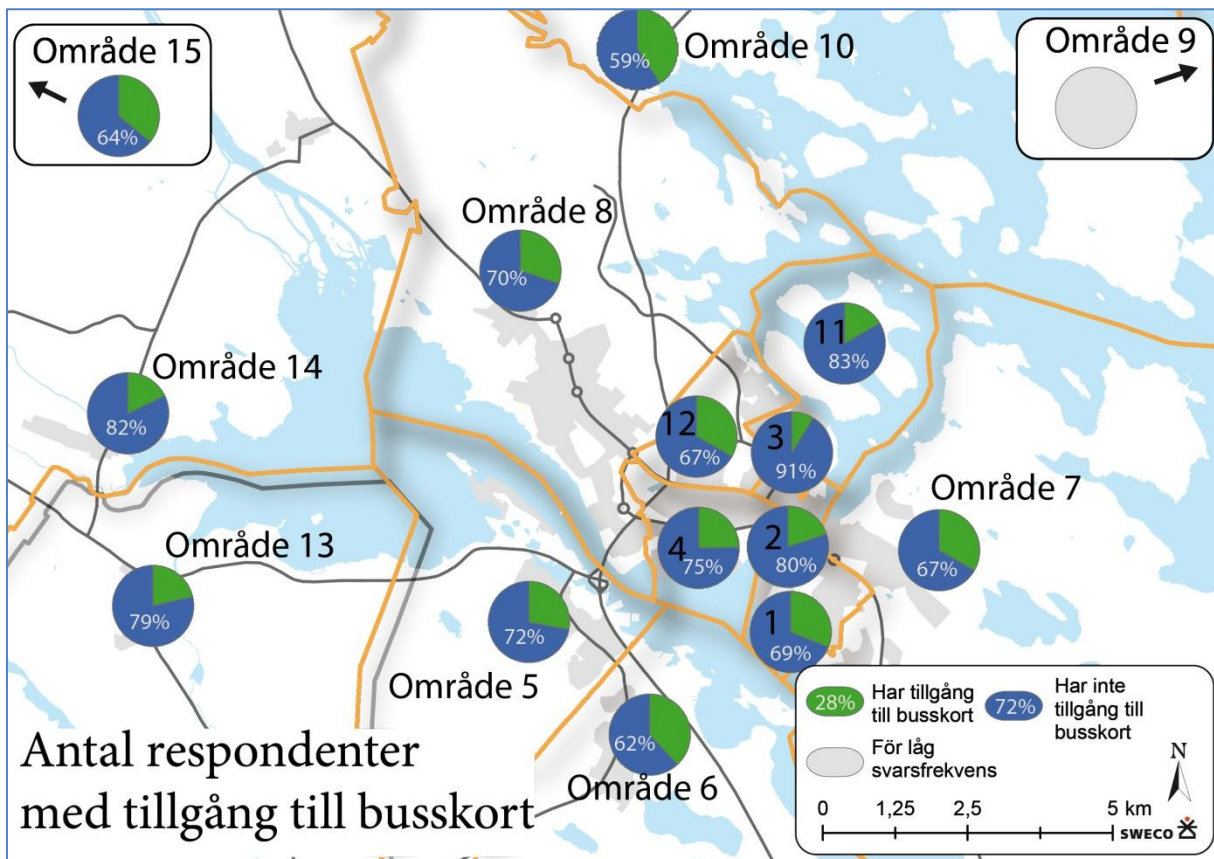 Område 15
64%
Område 10
59%
Område 9
Område 8
70%
11
83%
Område 14
82%
12
67%
3
91%
Område 7
67%
4
75%
2
80%
Område 13
79%
72%
Område 5
1
69%
62%
Område 6
Antal respondenter
med tillgång till busskort
28%
Har tillgång
till busskort
72%
Har inte
tillgång till
busskort
För låg
svarsfrekvens
N
0 1,25 2,5 5 km
SWECO